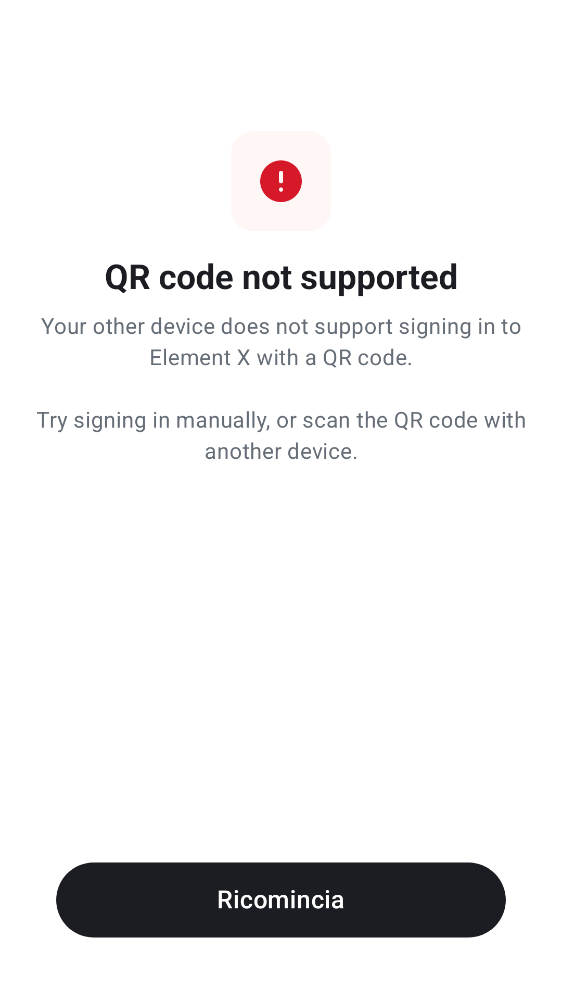 QR code not supported
Your other device does not support signing in to
Element X with a QR code.
Try signing in manually, or scan the QR code with
another device.
Ricomincia